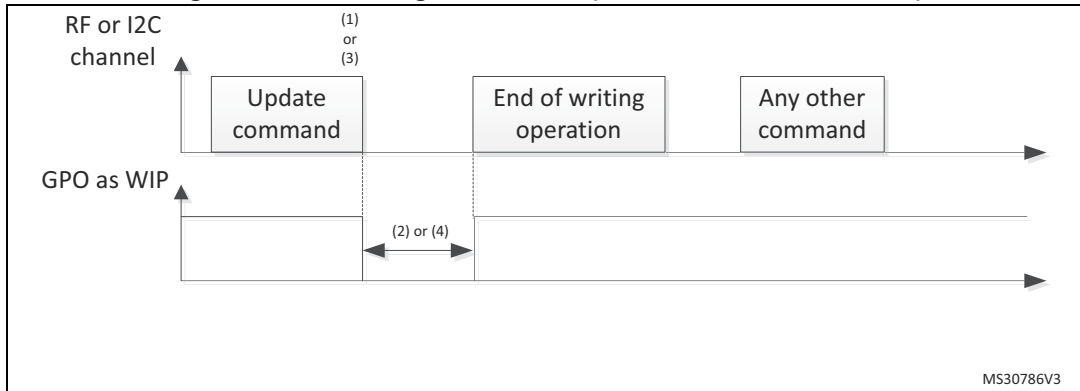 RF or I2C
channel
(1)
or
(3)
Update
command
End of writing
operation
Any other
command
GPO as WIP
(2) or (4)
MS30786V3